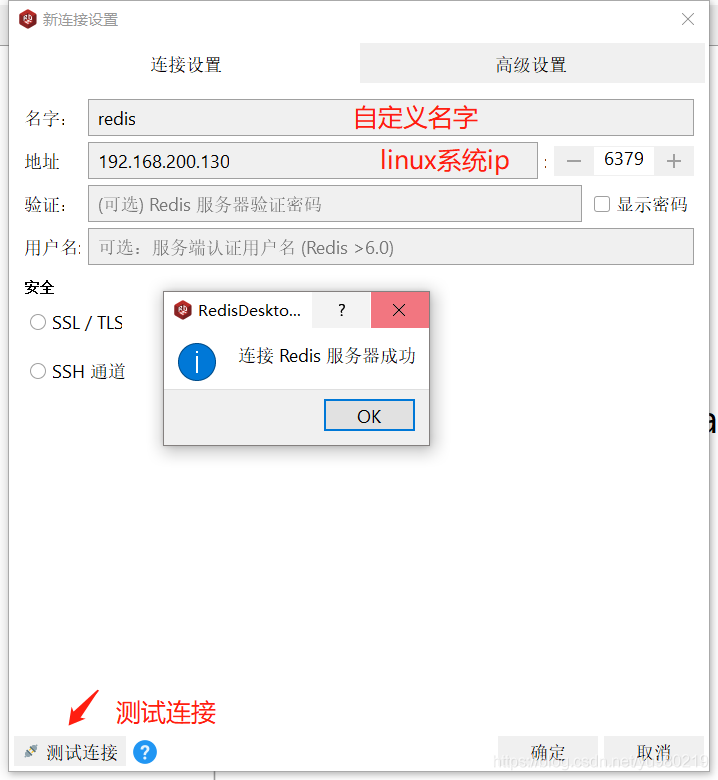 新连接设置
连接设置 高级设置
名字： redis 自定义名字
地址 192.168.200.130 linux系统ip : 6379
验证： (可选) Redis 服务器验证密码 显示密码
用户名: 可选：服务端认证用户名 (Redis >6.0)
安全
SSL / TLS
SSH 通道
RedisDeskto... ?
连接 Redis 服务器成功
OK
测试连接
测试连接 ? 确定 取消